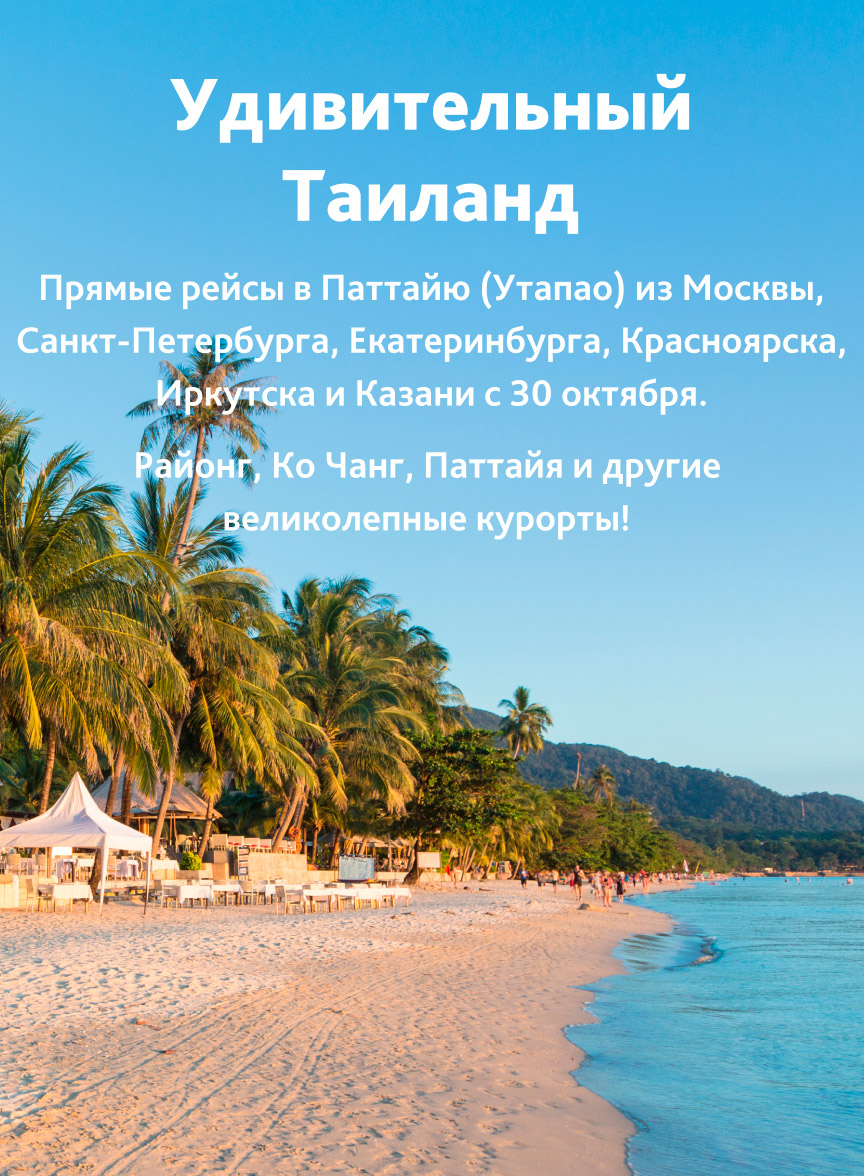 Удивительный
Таиланд
Прямые рейсы в Паттайю (Утапао) из Москвы,
Санкт-Петербурга, Екатеринбурга, Красноярска,
Иркутска и Казани с 30 октября.
Районг, Ко Чанг, Паттайя и другие
великолепные курорты!